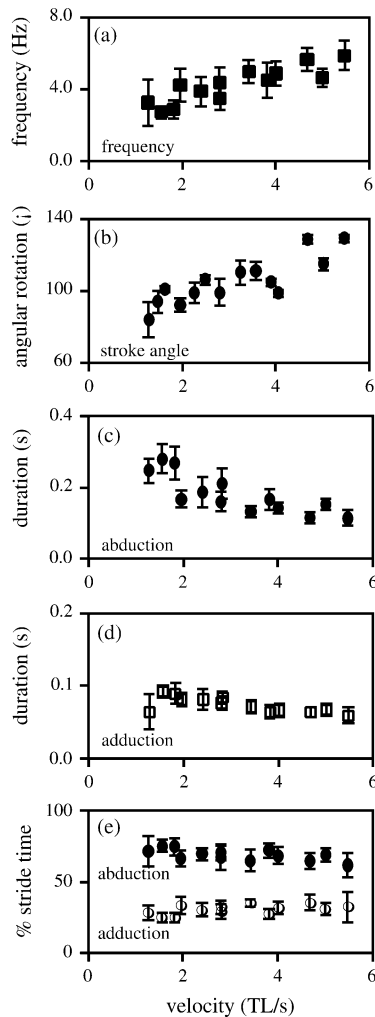 8.0
(a)
frequency (Hz)
4.0
frequency
0.0
0 2 4 6
140
(b)
angular rotation (¡)
100
stroke angle
60
0 2 4 6
0.4
(c)
duration (s)
0.2
abduction
0.0
0 2 4 6
0.2
(d)
duration (s)
0.1
adduction
0.0
0 2 4 6
100
(e)
% stride time
abduction
50
adduction
0
0 2 4 6
velocity (TL/s)